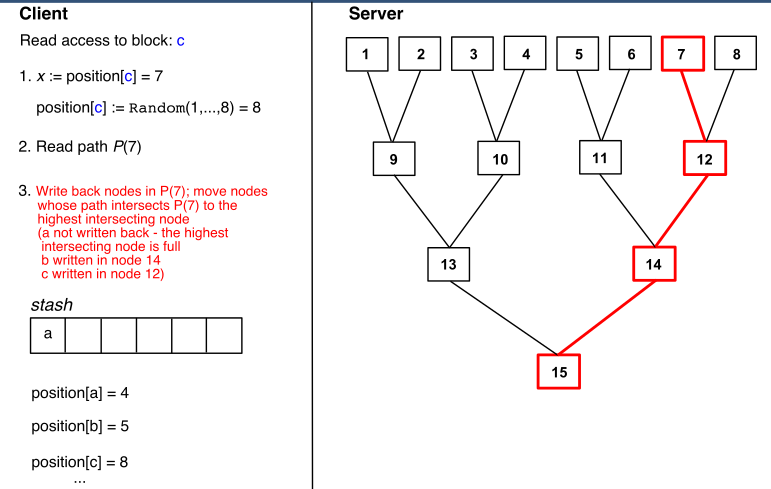 Client
Read access to block: c
1. x := position[c] = 7
position[c] := Random(1,...,8) = 8
2. Read path P(7)
3. Write back nodes in P(7); move nodes
whose path intersects P(7) to the
highest intersecting node
(a not written back - the highest
intersecting node is full
b written in node 14
c written in node 12)
stash
a
position[a] = 4
position[b] = 5
position[c] = 8
...
Server
1 2 3 4 5 6 7 8
9 10 11 12
13 14
15